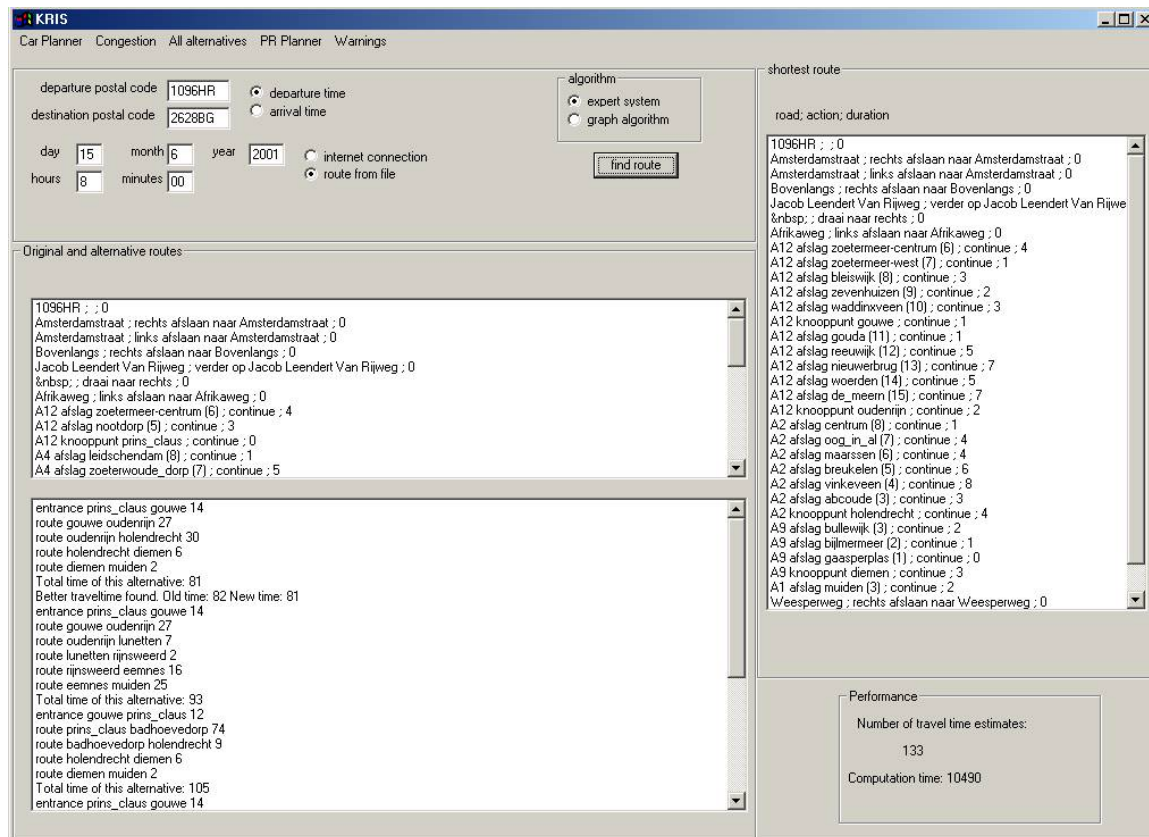 KRIS
Car Planner Congestion All alternatives PR Planner Warnings
departure postal code 1096HR
destination postal code 2628BG
departure time
arrival time
day 15 month 6 year 2001
hours 8 minutes 00
internet connection
route from file
algorithm
expert system
graph algorithm
find route
Original and alternative routes
1096HR ; ; 0
Amsterdamstraat ; rechts afslaan naar Amsterdamstraat ; 0
Amsterdamstraat ; links afslaan naar Amsterdamstraat ; 0
Bovenlangs ; rechts afslaan naar Bovenlangs ; 0
Jacob Leendert Van Rijweg ; verder op Jacob Leendert Van Rijweg ; 0
&nbsp; ; draai naar rechts ; 0
Afrikaweg ; links afslaan naar Afrikaweg ; 0
A12 afslag zoetermeer-centrum (6) ; continue ; 4
A12 afslag nootdorp (5) ; continue ; 3
A12 knooppunt prins_claus ; continue ; 0
A4 afslag leidschendam (8) ; continue ; 1
A4 afslag zoeterwoude_dorp (7) ; continue ; 5
entrance prins_claus gouwe 14
route gouwe oudenrijn 27
route oudenrijn holendrecht 30
route holendrecht diemen 6
route diemen muiden 2
Total time of this alternative: 81
Better traveltime found. Old time: 82 New time: 81
entrance prins_claus gouwe 14
route gouwe oudenrijn 27
route oudenrijn lunetten 7
route lunetten rijnsweerd 2
route rijnsweerd eemnes 16
route eemnes muiden 25
Total time of this alternative: 93
entrance gouwe prins_claus 12
route prins_claus badhoevedorp 74
route badhoevedorp holendrecht 9
route holendrecht diemen 6
route diemen muiden 2
Total time of this alternative: 105
entrance prins_claus gouwe 14
shortest route
road; action; duration
1096HR ; ; 0
Amsterdamstraat ; rechts afslaan naar Amsterdamstraat ; 0
Amsterdamstraat ; links afslaan naar Amsterdamstraat ; 0
Bovenlangs ; rechts afslaan naar Bovenlangs ; 0
Jacob Leendert Van Rijweg ; verder op Jacob Leendert Van Rijwe
&nbsp; ; draai naar rechts ; 0
Afrikaweg ; links afslaan naar Afrikaweg ; 0
A12 afslag zoetermeer-centrum (6) ; continue ; 4
A12 afslag zoetermeer-west (7) ; continue ; 1
A12 afslag bleiswijk (8) ; continue ; 3
A12 afslag zevenhuizen (9) ; continue ; 2
A12 afslag waddinxveen (10) ; continue ; 3
A12 knooppunt gouwe ; continue ; 1
A12 afslag gouda (11) ; continue ; 1
A12 afslag reeuwijk (12) ; continue ; 5
A12 afslag nieuwerbrug (13) ; continue ; 7
A12 afslag woerden (14) ; continue ; 5
A12 afslag de_meern (15) ; continue ; 7
A12 knooppunt oudenrijn ; continue ; 2
A2 afslag centrum (8) ; continue ; 1
A2 afslag oog_in_al (7) ; continue ; 4
A2 afslag maarssen (6) ; continue ; 4
A2 afslag breukelen (5) ; continue ; 6
A2 afslag vinkeveen (4) ; continue ; 8
A2 afslag abcoude (3) ; continue ; 3
A2 knooppunt holendrecht ; continue ; 4
A9 afslag bullewijk (3) ; continue ; 2
A9 afslag bijlmermeer (2) ; continue ; 1
A9 afslag gaasperplas (1) ; continue ; 0
A9 knooppunt diemen ; continue ; 3
A1 afslag muiden (3) ; continue ; 2
Weesperweg ; rechts afslaan naar Weesperweg ; 0
Performance
Number of travel time estimates:
133
Computation time: 10490